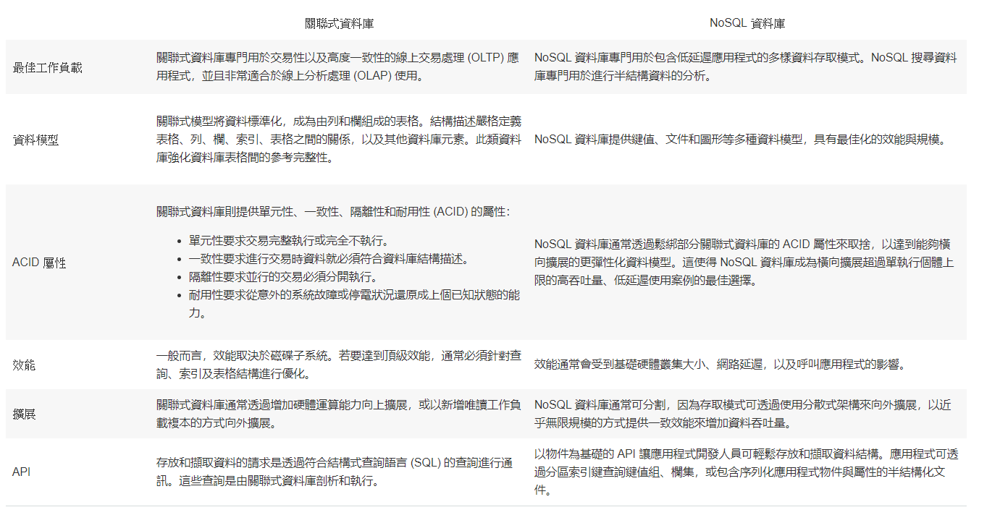 關聯式資料庫
NoSQL 資料庫
最佳工作負載
關聯式資料庫專門用於交易性以及高度一致性的線上交易處理 (OLTP) 應
用程式，並且非常適合於線上分析處理 (OLAP) 使用。
NoSQL 資料庫專門用於包含低延遲應用程式的多樣資料存取模式。NoSQL 搜尋資料
庫專門用於進行半結構資料的分析。
資料模型
關聯式模型將資料標準化，成為由列和欄組成的表格。結構描述嚴格定義
表格、列、欄、索引、表格之間的關係，以及其他資料庫元素。此類資料
庫強化資料庫表格間的參考完整性。
NoSQL 資料庫提供鍵值、文件和圖形等多種資料模型，具有最佳化的效能與規模。
ACID 屬性
關聯式資料庫則提供單元性、一致性、隔離性和耐用性 (ACID) 的屬性：
• 單元性要求交易完整執行或完全不執行。
• 一致性要求進行交易時資料就必須符合資料庫結構描述。
• 隔離性要求並行的交易必須分開執行。
• 耐用性要求從意外的系統故障或停電狀況還原成上個已知狀態的能
力。
NoSQL 資料庫通常透過鬆綁部分關聯式資料庫的 ACID 屬性來取捨，以達到能夠橫
向擴展的更彈性化資料模型。這使得 NoSQL 資料庫成為橫向擴展超過單執行個體上
限的高吞吐量、低延遲使用案例的最佳選擇。
效能
一般而言，效能取決於磁碟子系統。若要達到頂級效能，通常必須針對查
詢、索引及表格結構進行優化。
效能通常會受到基礎硬體叢集大小、網路延遲，以及呼叫應用程式的影響。
擴展
關聯式資料庫通常透過增加硬體運算能力向上擴展，或以新增唯讀工作負
載複本的方式向外擴展。
NoSQL 資料庫通常可分割，因為存取模式可透過使用分散式架構來向外擴展，以近
乎無限規模的方式提供一致效能來增加資料吞吐量。
API
存放和擷取資料的請求是透過符合結構式查詢語言 (SQL) 的查詢進行通
訊。這些查詢是由關聯式資料庫剖析和執行。
以物件為基礎的 API 讓應用程式開發人員可輕鬆存放和擷取資料結構。應用程式可透
過分區索引鍵查詢鍵值組、欄集，或包含序列化應用程式物件與屬性的半結構化文
件。